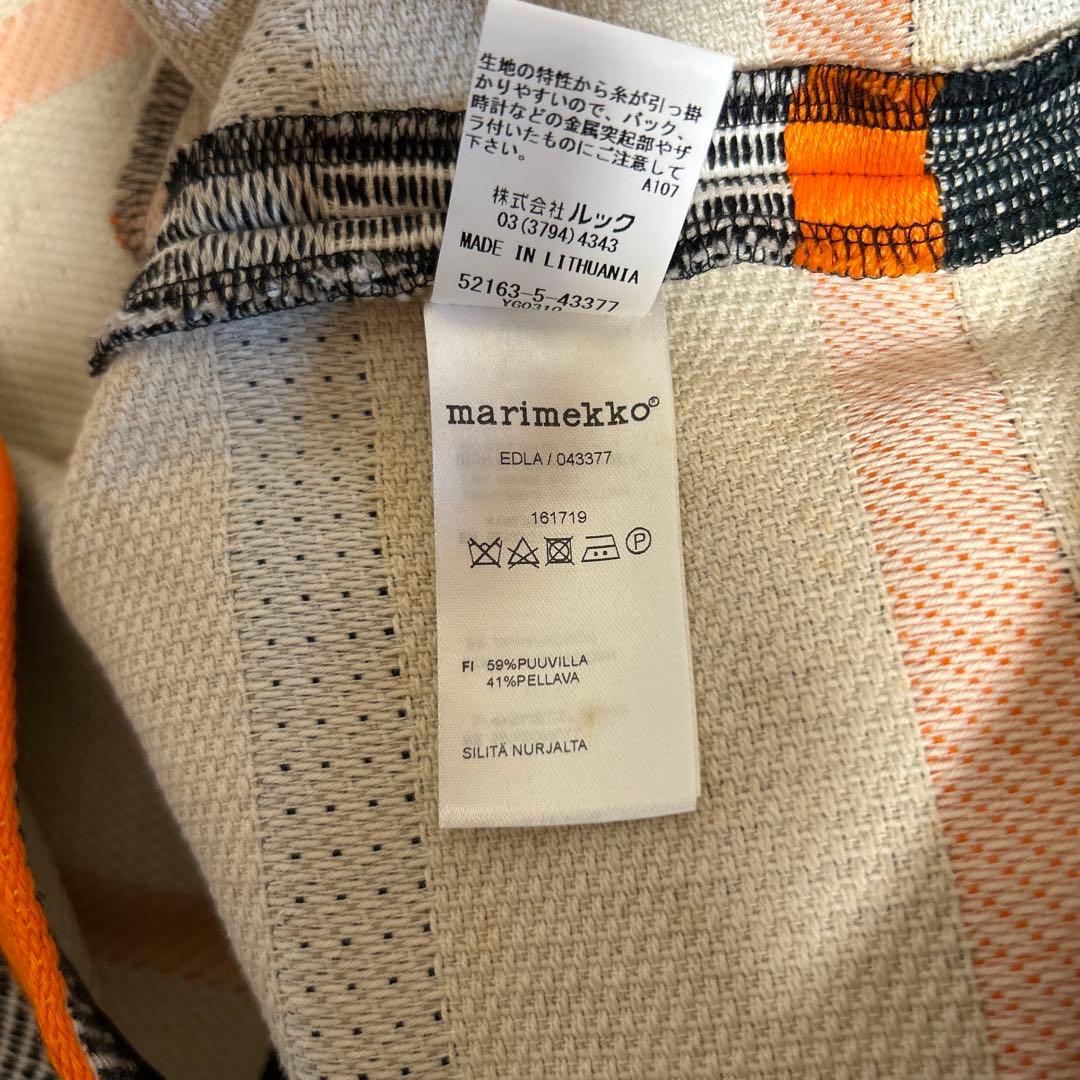 生地の特性から糸が引っ掛
かりやすいので、バック、
時計などの金属突起部やザ
ラ付いたものにご注意して
下さい。
A107
株式会社 ルック
03(3794)4343
MADE IN LITHUANIA
52163-5-43377
marimekko®
EDLA / 043377
161719
P
FI 59%PUUVILLA
41%PELLAVA
SILITÄ NURJALTA